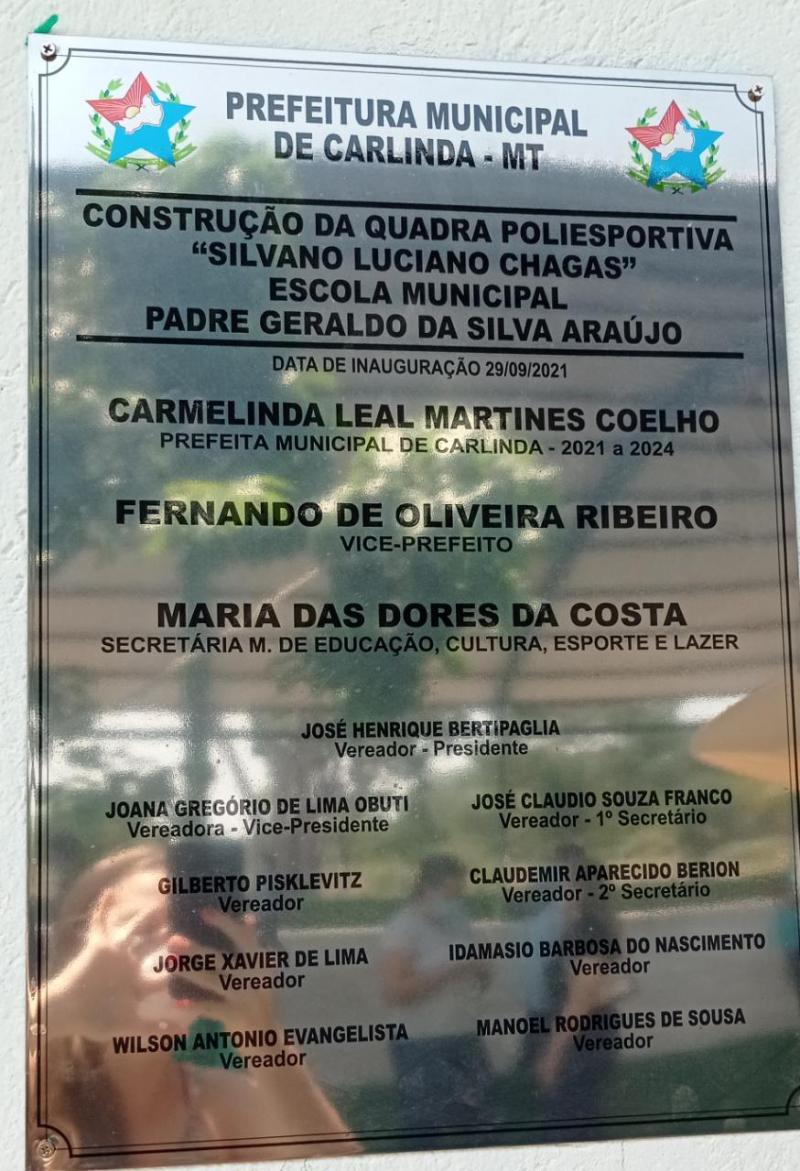 PREFEITURA MUNICIPAL
DE CARLINDA - MT
CONSTRUÇÃO DA QUADRA POLIESPORTIVA
“SILVANO LUCIANO CHAGAS”
ESCOLA MUNICIPAL
PADRE GERALDO DA SILVA ARAÚJO
DATA DE INAUGURAÇÃO 29/09/2021
CARMELINDA LEAL MARTINES COELHO
PREFEITA MUNICIPAL DE CARLINDA - 2021 a 2024
FERNANDO DE OLIVEIRA RIBEIRO
VICE-PREFEITO
MARIA DAS DORES DA COSTA
SECRETÁRIA M. DE EDUCAÇÃO, CULTURA, ESPORTE E LAZER
JOSÉ HENRIQUE BERTIPAGLIA
Vereador - Presidente
JOANA GREGÓRIO DE LIMA OBUTI
Vereadora - Vice-Presidente
JOSÉ CLAUDIO SOUZA FRANCO
Vereador - 1º Secretário
GILBERTO PISKLEVITZ
Vereador
CLAUDEMIR APARECIDO BERION
Vereador - 2º Secretário
JORGE XAVIER DE LIMA
Vereador
IDAMASIO BARBOSA DO NASCIMENTO
Vereador
WILSON ANTONIO EVANGELISTA
Vereador
MANOEL RODRIGUES DE SOUSA
Vereador